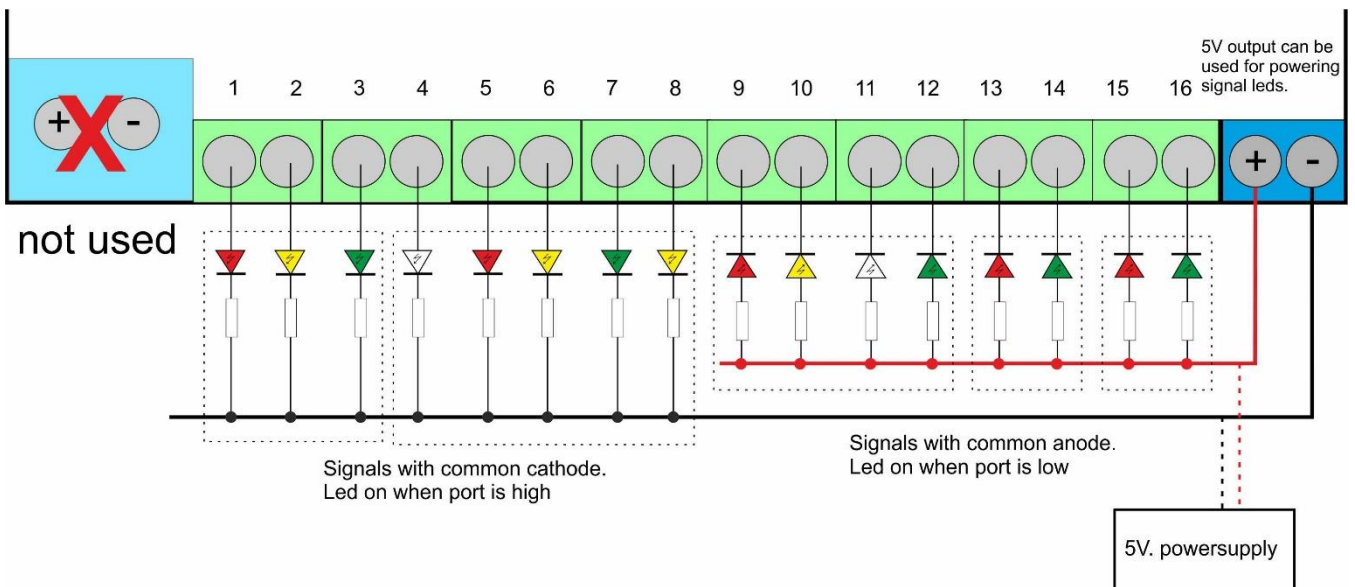 5V output can be
used for powering
signal leds.
1 2 3 4 5 6 7 8 9 10 11 12 13 14 15 16
+ X - + -
not used
Signals with common cathode.
Led on when port is high
Signals with common anode.
Led on when port is low
5V. powersupply